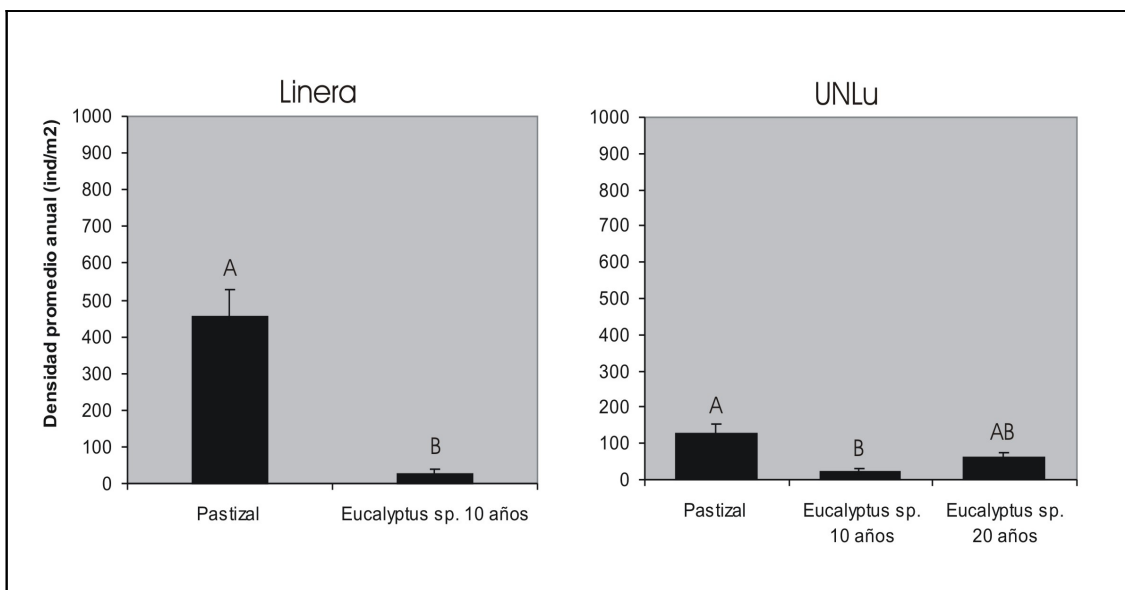 Linera
Densidad promedio anual (ind/m2)
1000
900
800
700
600
500
400
300
200
100
0
A
B
Pastizal
Eucalyptus sp. 10 años
UNLu
1000
900
800
700
600
500
400
300
200
100
0
A
B
AB
Pastizal
Eucalyptus sp.
10 años
Eucalyptus sp.
20 años